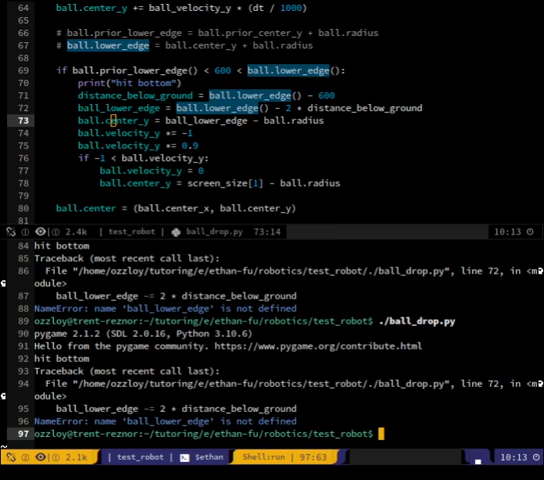 64 ball.center_y += ball_velocity_y * (dt / 1000)
65
66 # ball.prior_lower_edge = ball.prior_center_y + ball.radius
67 # ball.lower_edge = ball.center_y + ball.radius
68
69 if ball.prior_lower_edge() < 600 < ball.lower_edge():
70 print("hit bottom")
71 distance_below_ground = ball.lower_edge() - 600
72 ball_lower_edge = ball.lower_edge() - 2 * distance_below_ground
73 ball.center_y = ball_lower_edge - ball.radius
74 ball.velocity_y *= -1
75 ball.velocity_y *= 0.9
76 if -1 < ball.velocity_y:
77 ball.velocity_y = 0
78 ball.center_y = screen_size[1] - ball.radius
79
80 ball.center = (ball.center_x, ball.center_y)
81
2.4k | test_robot | ball_drop.py 73:14 | 10:13
84 hit bottom
85 Traceback (most recent call last):
86 File "/home/ozzloy/tutoring/e/ethan-fu/robotics/test_robot/./ball_drop.py", line 72, in <m
odule>
87 ball_lower_edge -= 2 * distance_below_ground
88 NameError: name 'ball_lower_edge' is not defined
89 ozzloy@trent-reznor:~/tutoring/e/ethan-fu/robotics/test_robot$ ./ball_drop.py
90 pygame 2.1.2 (SDL 2.0.16, Python 3.10.6)
91 Hello from the pygame community. https://www.pygame.org/contribute.html
92 hit bottom
93 Traceback (most recent call last):
94 File "/home/ozzloy/tutoring/e/ethan-fu/robotics/test_robot/./ball_drop.py", line 72, in <m
odule>
95 ball_lower_edge -= 2 * distance_below_ground
96 NameError: name 'ball_lower_edge' is not defined
97 ozzloy@trent-reznor:~/tutoring/e/ethan-fu/robotics/test_robot$
~
2.1k | test_robot | $ethan Shell:run | 97:63 10:13